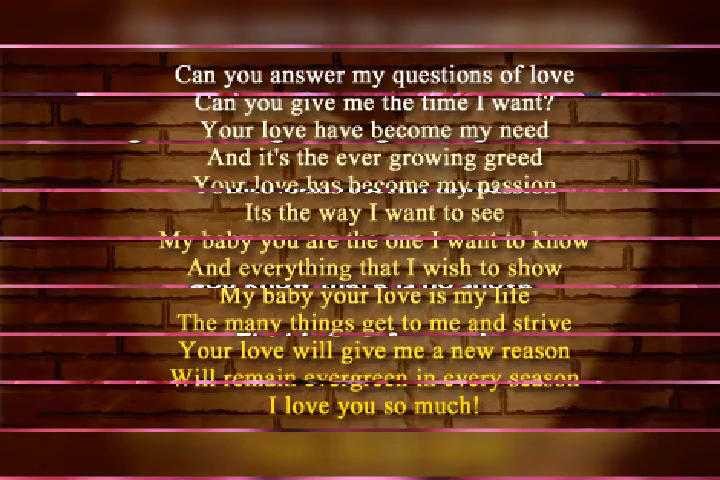 Can you answer my questions of love
Can you give me the time I want?
Your love have become my need
And it's the ever growing greed
Your love has become my passion
Its the way I want to see
My baby you are the one I want to know
And everything that I wish to show
My baby your love is my life
The many things get to me and strive
Your love will give me a new reason
Will remain evergreen in every season
I love you so much!